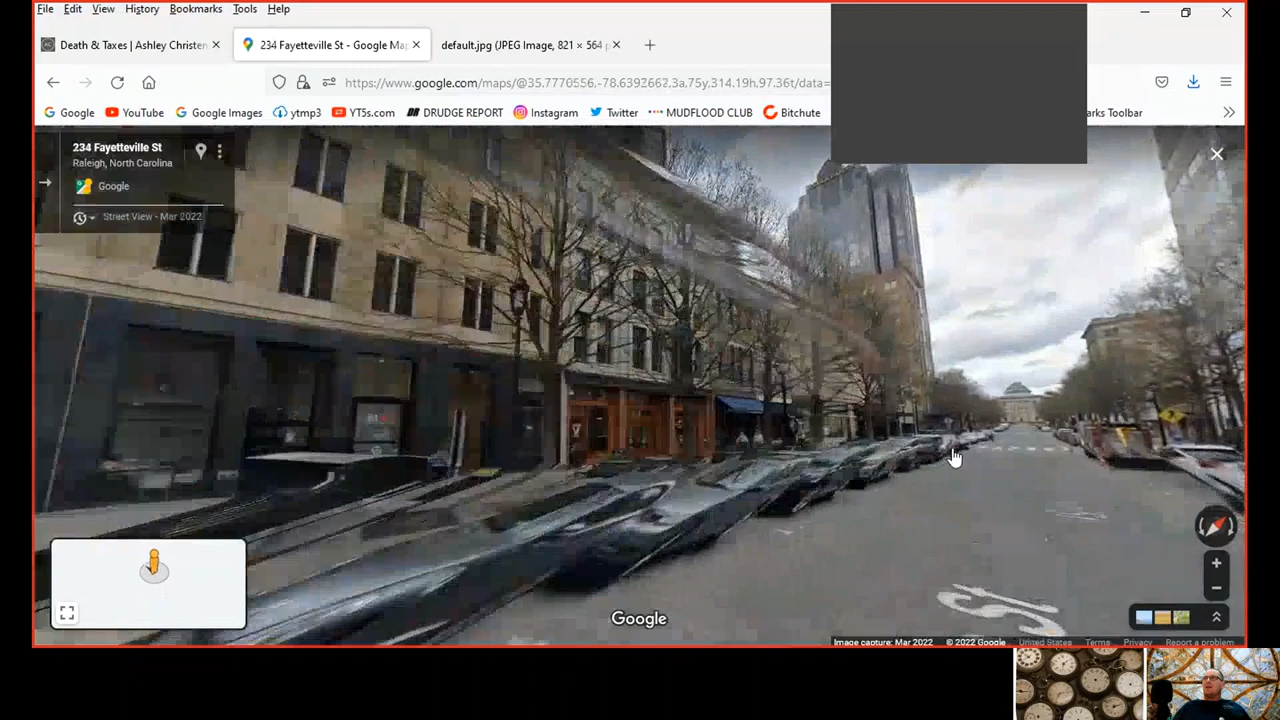 File Edit View History Bookmarks Tools Help
Death & Taxes | Ashley Christen
234 Fayetteville St - Google Ma
default.jpg (JPEG Image, 821 × 564 p
https://www.google.com/maps/@35.7770556,-78.6392662,3a,75y,314.19h,97.36t/data=
Google YouTube Google Images ytmp3 YT5s.com DRUDGE REPORT Instagram Twitter MUDFLOOD CLUB Bitchute arks Toolbar
234 Fayetteville St
Raleigh, North Carolina
Google
Street View - Mar 2022
Google
Image capture: Mar 2022 © 2022 Google United States Terms Privacy Report a problem